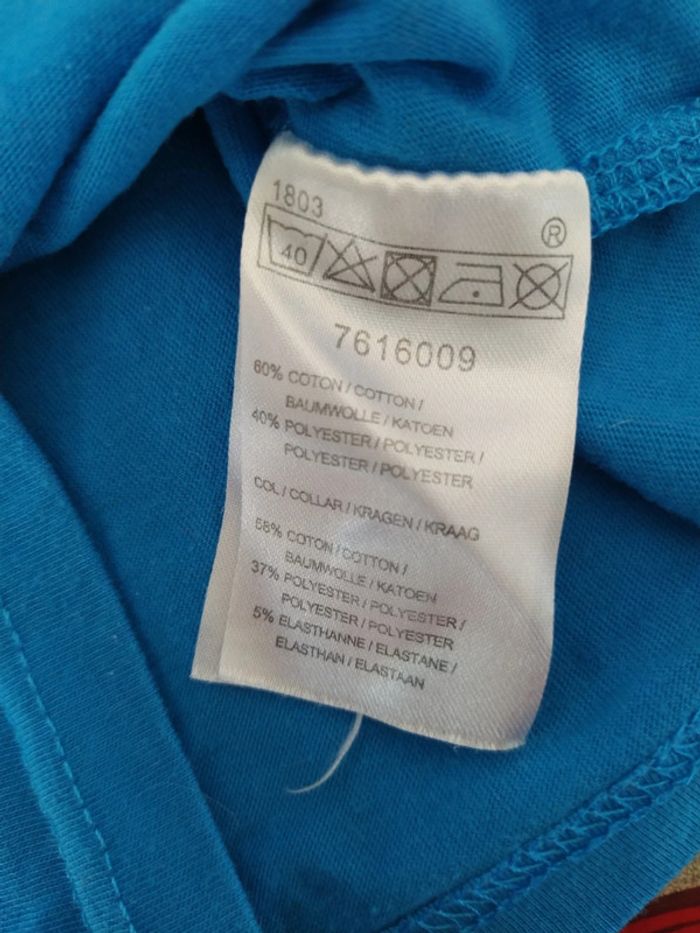 1803
®
40
7616009
60% COTON / COTTON /
BAUMWOLLE / KATOEN
40% POLYESTER / POLYESTER /
POLYESTER / POLYESTER
COL / COLLAR / KRAGEN / KRAAG
58% COTON / COTTON /
BAUMWOLLE / KATOEN
37% POLYESTER / POLYESTER /
POLYESTER / POLYESTER
5% ELASTHANNE / ELASTANE /
ELASTHAN / ELASTAAN